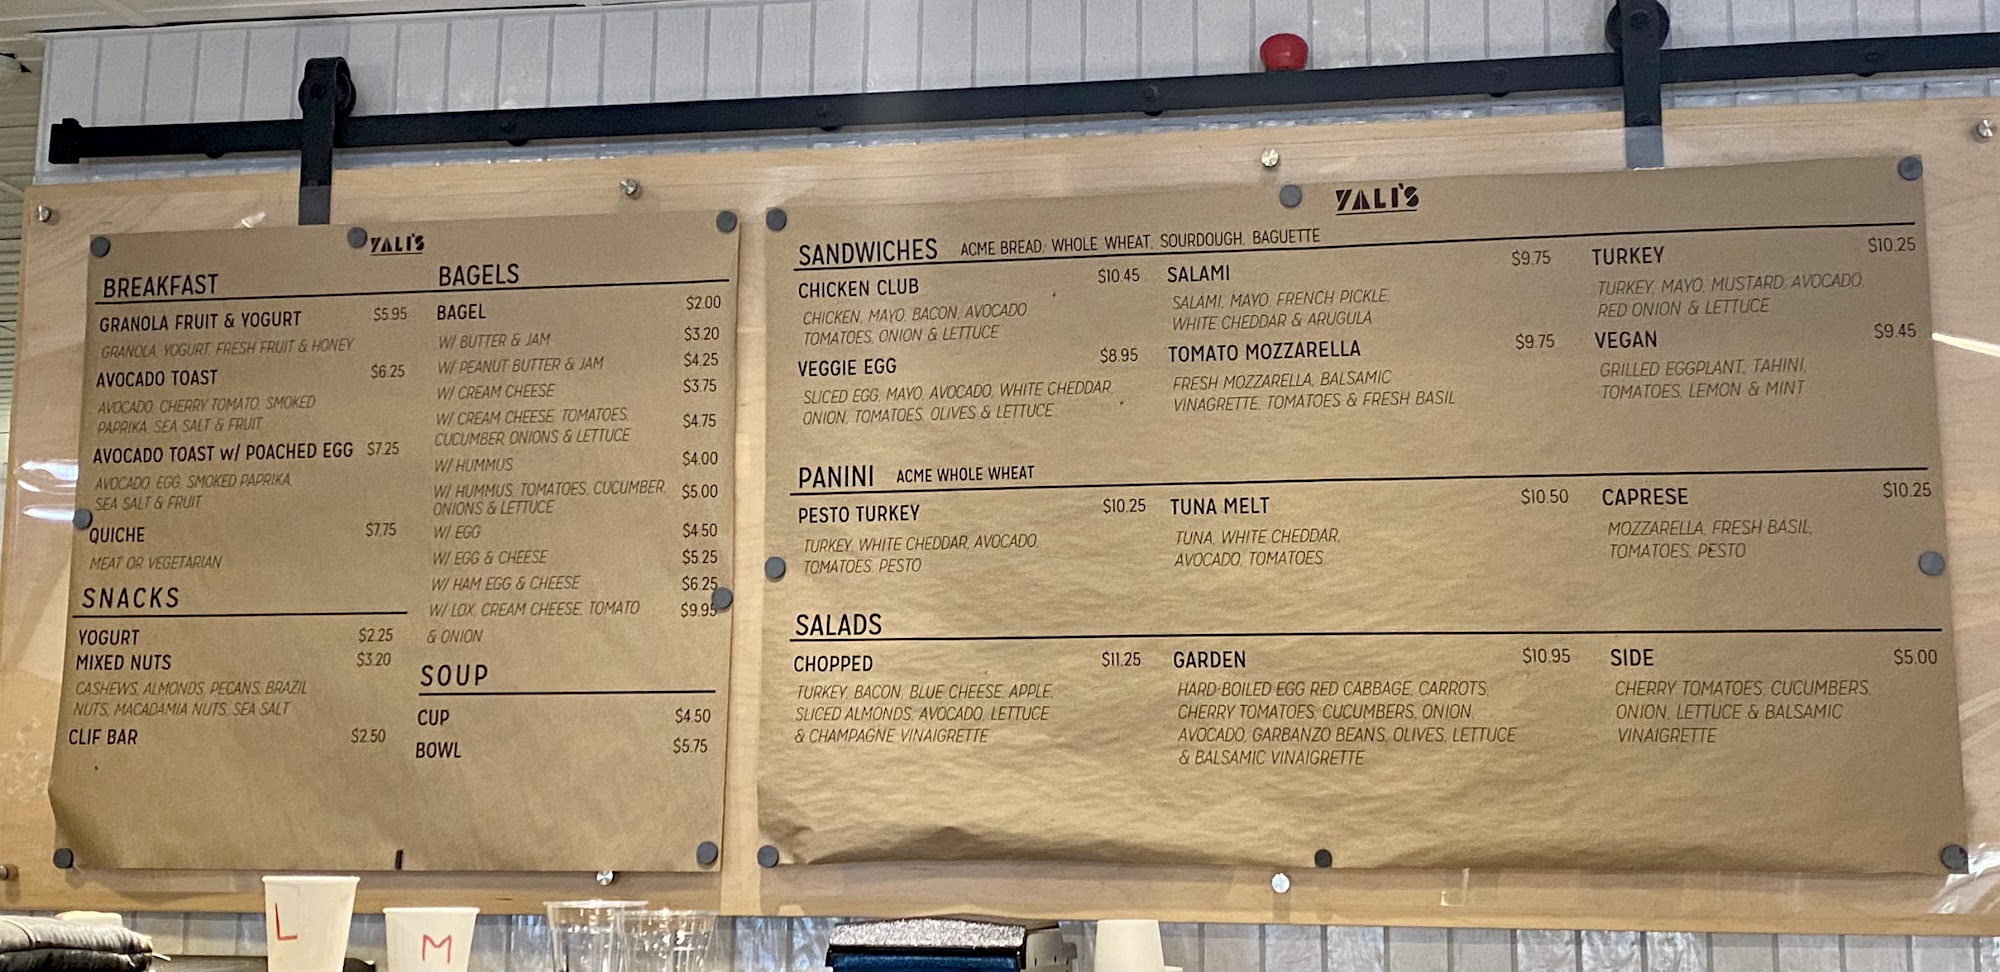 YALI'S
BREAKFAST
GRANOLA FRUIT & YOGURT $5.95
GRANOLA, YOGURT, FRESH FRUIT & HONEY
AVOCADO TOAST $6.25
AVOCADO, CHERRY TOMATO, SMOKED
PAPRIKA, SEA SALT & FRUIT
AVOCADO TOAST w/ POACHED EGG $7.25
AVOCADO, EGG, SMOKED PAPRIKA,
SEA SALT & FRUIT
QUICHE $7.75
MEAT OR VEGETARIAN
SNACKS
YOGURT $2.25
MIXED NUTS $3.20
CASHEWS, ALMONDS, PECANS, BRAZIL
NUTS, MACADAMIA NUTS, SEA SALT
CLIF BAR $2.50
BAGELS
BAGEL $2.00
W/ BUTTER & JAM $3.20
W/ PEANUT BUTTER & JAM $4.25
W/ CREAM CHEESE $3.75
W/ CREAM CHEESE, TOMATOES, $4.75
CUCUMBER, ONIONS & LETTUCE
W/ HUMMUS $4.00
W/ HUMMUS, TOMATOES, CUCUMBER, $5.00
ONIONS & LETTUCE
W/ EGG $4.50
W/ EGG & CHEESE $5.25
W/ HAM EGG & CHEESE $6.25
W/ LOX, CREAM CHEESE, TOMATO $9.95
& ONION
SOUP
CUP $4.50
BOWL $5.75
YALI'S
SANDWICHES ACME BREAD: WHOLE WHEAT, SOURDOUGH, BAGUETTE
CHICKEN CLUB $10.45
CHICKEN, MAYO, BACON, AVOCADO
TOMATOES, ONION & LETTUCE
VEGGIE EGG $8.95
SLICED EGG, MAYO, AVOCADO, WHITE CHEDDAR,
ONION, TOMATOES, OLIVES & LETTUCE
SALAMI $9.75
SALAMI, MAYO, FRENCH PICKLE,
WHITE CHEDDAR & ARUGULA
TOMATO MOZZARELLA $9.75
FRESH MOZZARELLA, BALSAMIC
VINAGRETTE, TOMATOES & FRESH BASIL
TURKEY $10.25
TURKEY, MAYO, MUSTARD, AVOCADO,
RED ONION & LETTUCE
VEGAN $9.45
GRILLED EGGPLANT, TAHINI,
TOMATOES, LEMON & MINT
PANINI ACME WHOLE WHEAT
PESTO TURKEY $10.25
TURKEY, WHITE CHEDDAR, AVOCADO,
TOMATOES, PESTO
TUNA MELT $10.50
TUNA, WHITE CHEDDAR,
AVOCADO, TOMATOES
CAPRESE $10.25
MOZZARELLA, FRESH BASIL,
TOMATOES, PESTO
SALADS
CHOPPED $11.25
TURKEY, BACON, BLUE CHEESE, APPLE,
SLICED ALMONDS, AVOCADO, LETTUCE
& CHAMPAGNE VINAIGRETTE
GARDEN $10.95
HARD-BOILED EGG RED CABBAGE, CARROTS,
CHERRY TOMATOES, CUCUMBERS, ONION,
AVOCADO, GARBANZO BEANS, OLIVES, LETTUCE
& BALSAMIC VINAIGRETTE
SIDE $5.00
CHERRY TOMATOES, CUCUMBERS,
ONION, LETTUCE & BALSAMIC
VINAIGRETTE
L
M